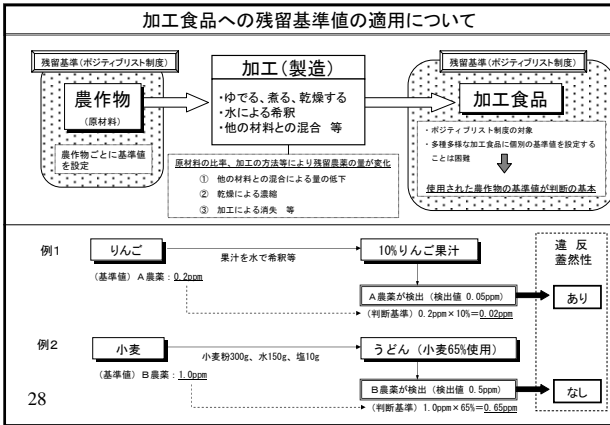 加工食品への残留基準値の適用について
残留基準（ポジティブリスト制度）
農作物
（原材料）
農作物ごとに基準値
を設定
加工（製造）
・ゆでる、煮る、乾燥する
・水による希釈
・他の材料との混合　等
原材料の比率、加工の方法等により残留農薬の量が変化
①　他の材料との混合による量の低下
②　乾燥による濃縮
③　加工による消失　等
残留基準（ポジティブリスト制度）
加工食品
・ポジティブリスト制度の対象
・多種多様な加工食品に個別の基準値を設定する
ことは困難
使用された農作物の基準値が判断の基本
例1
りんご
果汁を水で希釈等
10%りんご果汁
違　反
蓋然性
（基準値）Ａ農薬：0.2ppm
Ａ農薬が検出（検出値 0.05ppm）
あり
（判断基準）0.2ppm×10%=0.02ppm
例2
小麦
小麦粉300g、水150g、塩10g
うどん（小麦65%使用）
（基準値）Ｂ農薬：1.0ppm
Ｂ農薬が検出（検出値 0.5ppm）
なし
（判断基準）1.0ppm×65%=0.65ppm
28